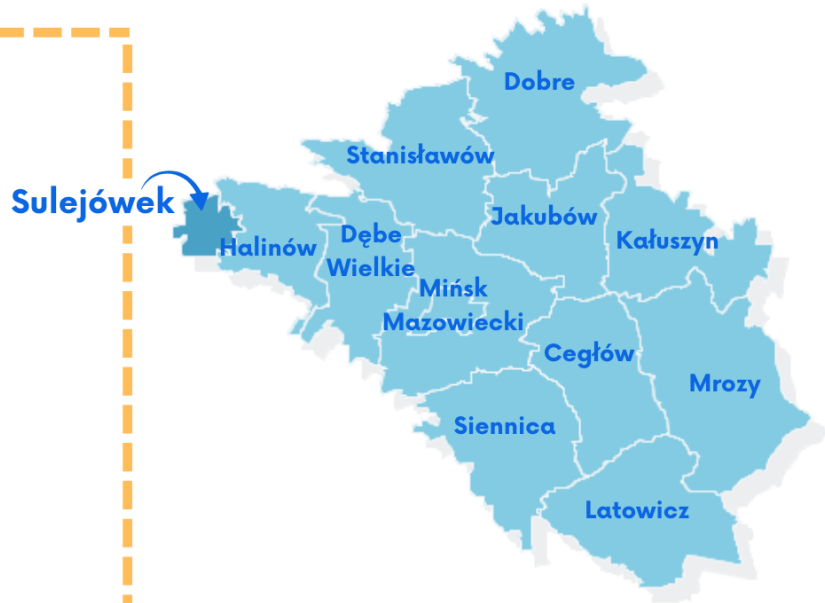 Dobre
Stanisławów
Sulejówek
Jakubów
Halinów
Dębe
Wielkie
Kałuszyn
Mińsk
Mazowiecki
Cegłów
Mrozy
Siennica
Latowicz